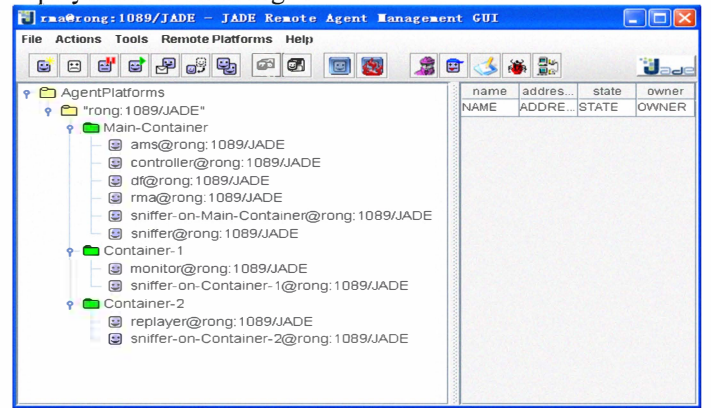 rma@rong:1089/JADE - JADE Remote Agent Management GUI
File Actions Tools Remote Platforms Help
Jade
AgentPlatforms
"rong:1089/JADE"
Main-Container
ams@rong:1089/JADE
controller@rong:1089/JADE
df@rong:1089/JADE
rma@rong:1089/JADE
sniffer-on-Main-Container@rong:1089/JADE
sniffer@rong:1089/JADE
Container-1
monitor@rong:1089/JADE
sniffer-on-Container-1@rong:1089/JADE
Container-2
replayer@rong:1089/JADE
sniffer-on-Container-2@rong:1089/JADE
name addres... state owner
NAME ADDRE... STATE OWNER